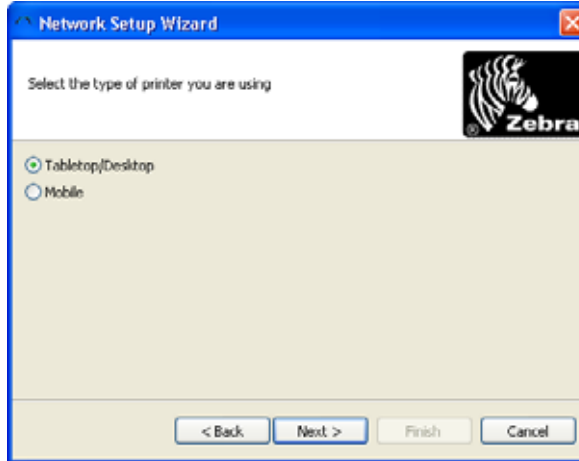 Network Setup Wizard
Select the type of printer you are using
® Zebra
Tabletop/Desktop
Mobile
< Back Next > Finish Cancel